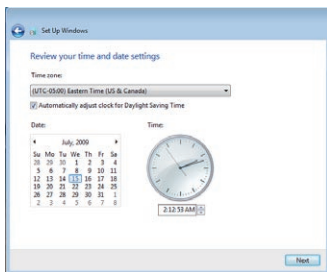 Set Up Windows
Review your time and date settings
Time zone:
(UTC-05:00) Eastern Time (US & Canada)
Automatically adjust clock for Daylight Saving Time
Date:
Time:
July, 2009
Su Mo Tu We Th Fr Sa
28 29 30 1 2 3 4
5 6 7 8 9 10 11
12 13 14 15 16 17 18
19 20 21 22 23 24 25
26 27 28 29 30 31 1
2 3 4 5 6 7 8
2:12:53 AM
Next